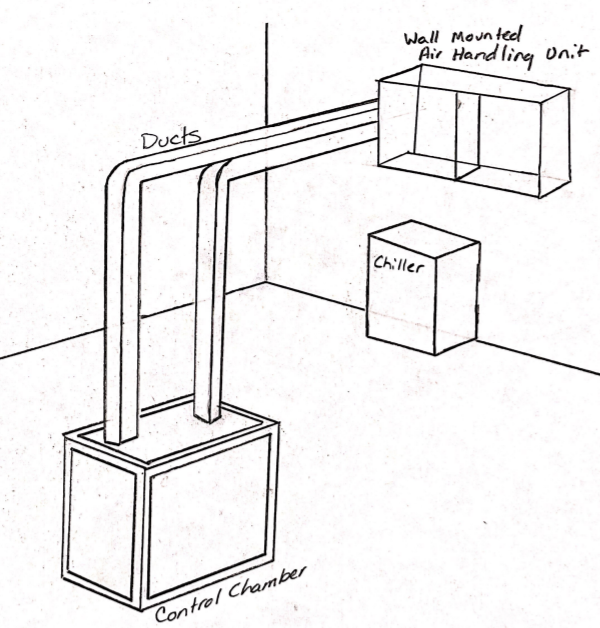 Wall Mounted
Air Handling Unit
Ducts
Chiller
Control Chamber